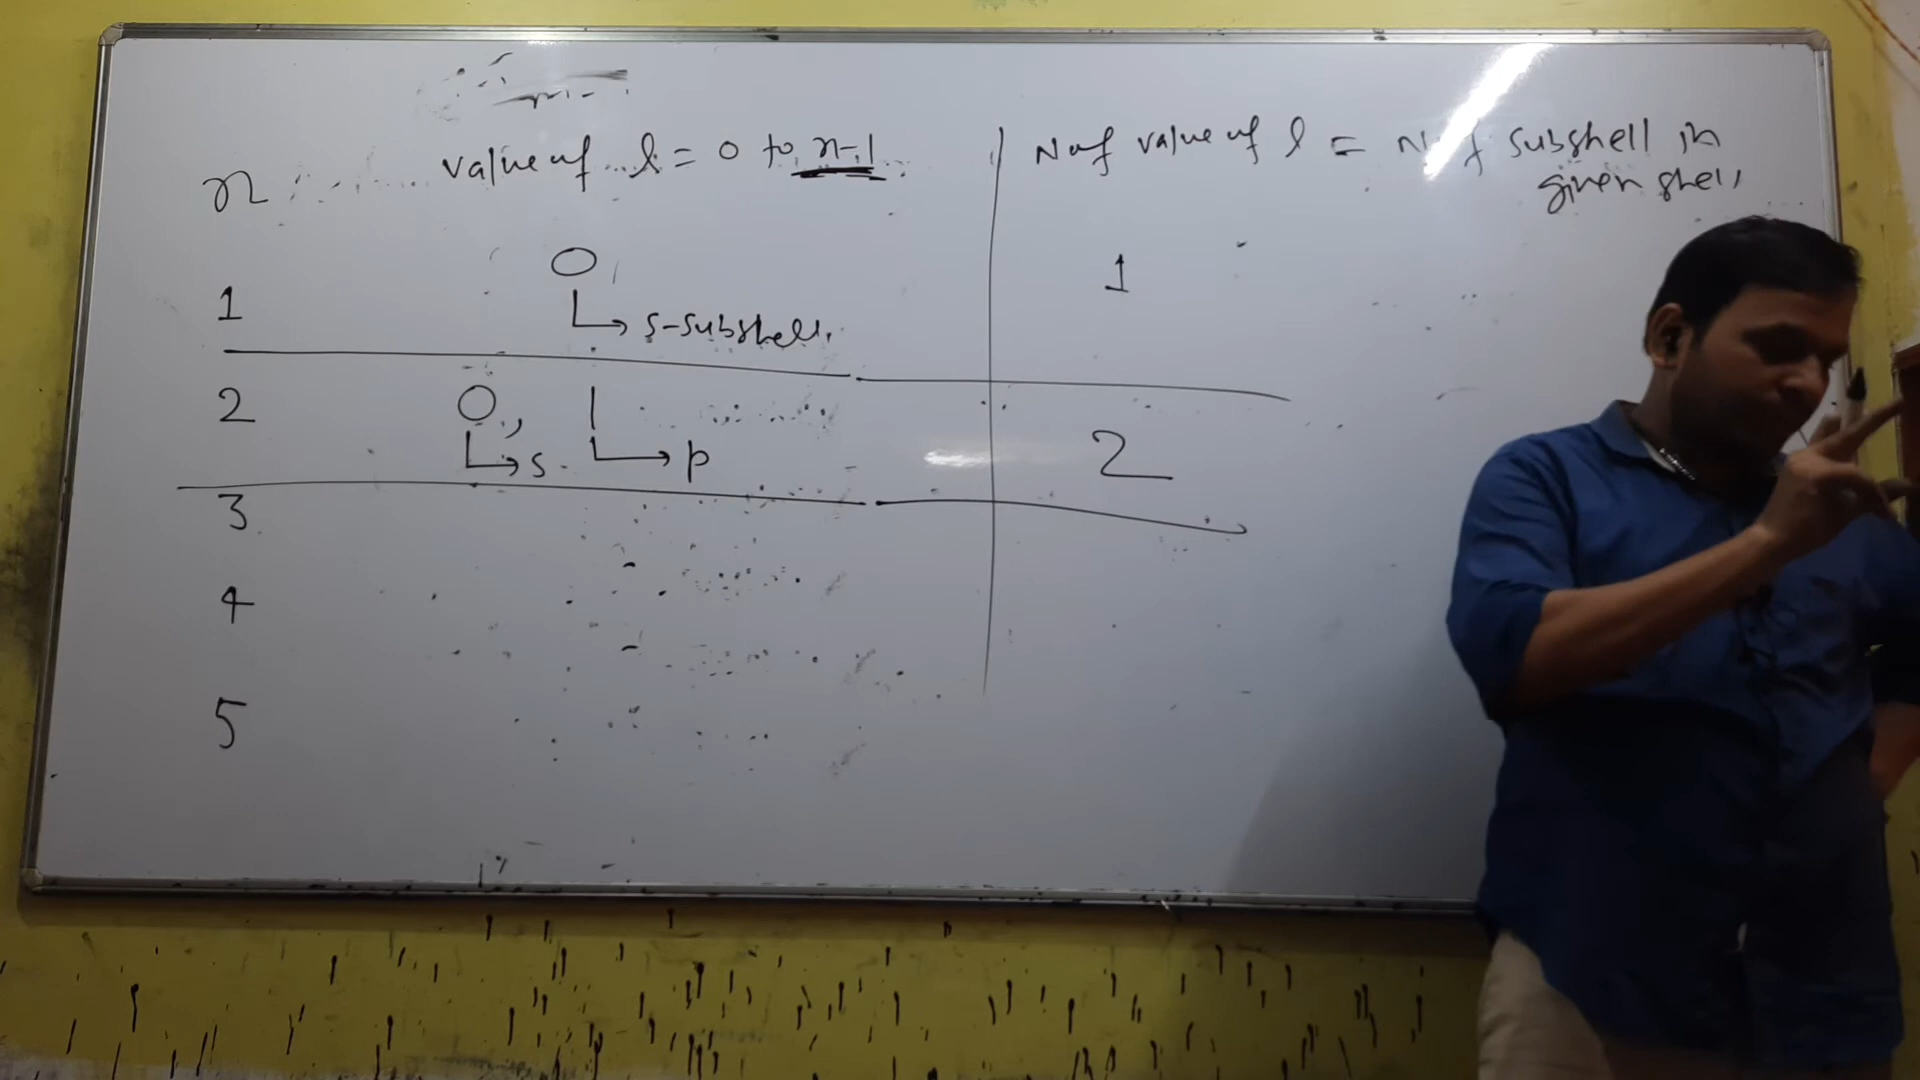 n value of l = 0 to n-1 No of value of l = No of subshell in
given shell
1 0, 1
↳ s-subshell.
2 0, 1 2
↳ s. ↳ p
3
4
5